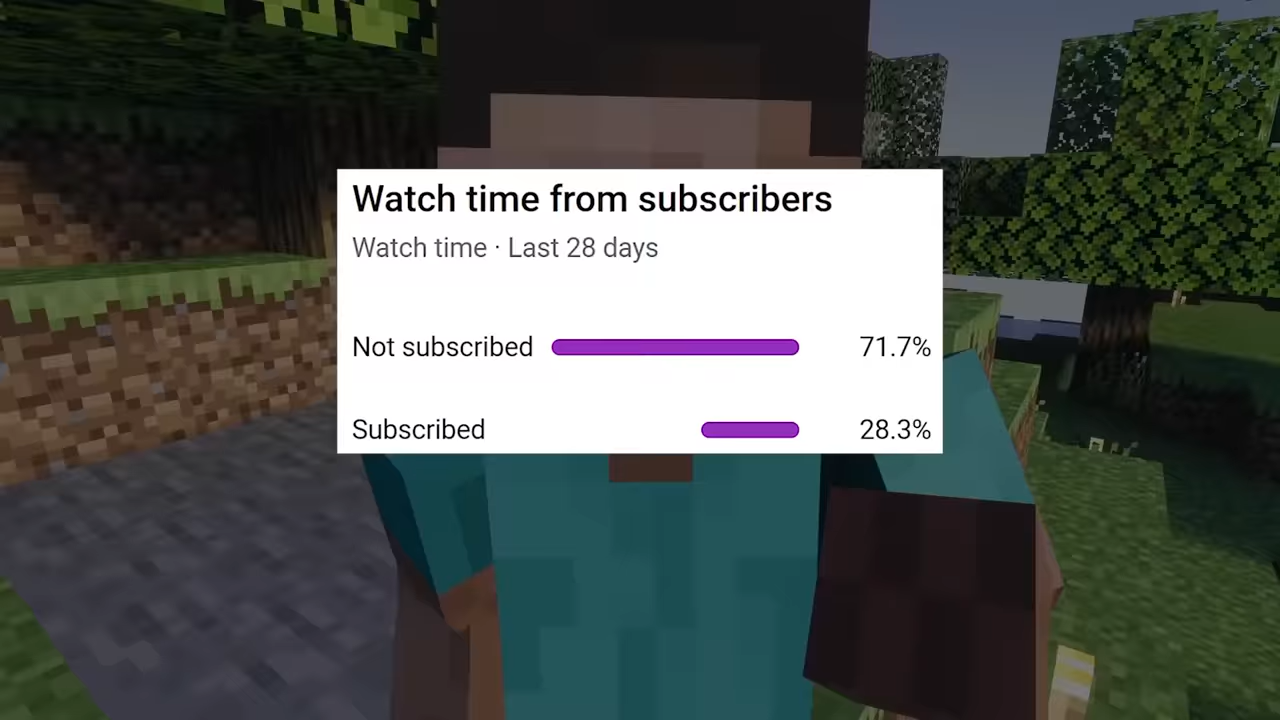 Watch time from subscribers
Watch time · Last 28 days
Not subscribed 71.7%
Subscribed 28.3%